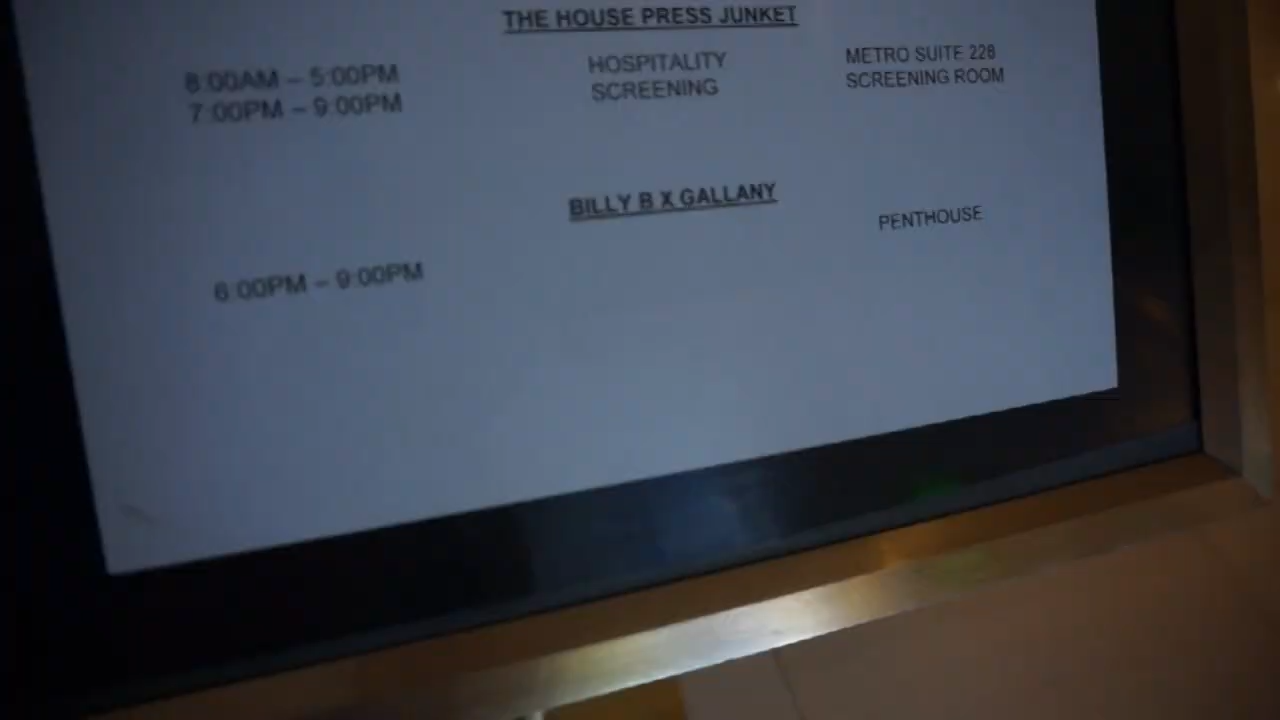 THE HOUSE PRESS JUNKET
8:00AM – 5:00PM HOSPITALITY METRO SUITE 228
7:00PM – 9:00PM SCREENING SCREENING ROOM
BILLY B X GALLANY
PENTHOUSE
6:00PM – 9:00PM